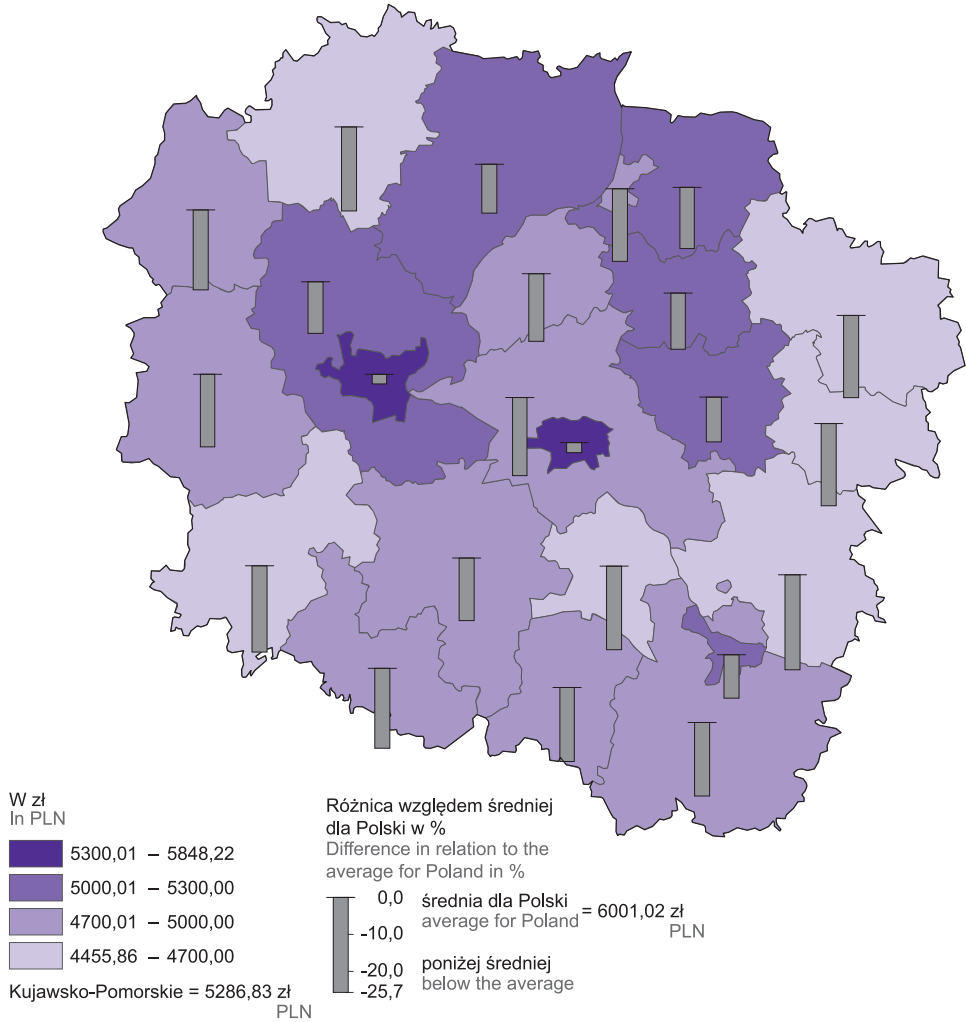 W zł
In PLN
5300,01 – 5848,22
5000,01 – 5300,00
4700,01 – 5000,00
4455,86 – 4700,00
Kujawsko-Pomorskie = 5286,83 zł
PLN
Różnica względem średniej
dla Polski w %
Difference in relation to the
average for Poland in %
0,0
-10,0
-20,0
-25,7
średnia dla Polski
average for Poland
= 6001,02 zł
PLN
poniżej średniej
below the average